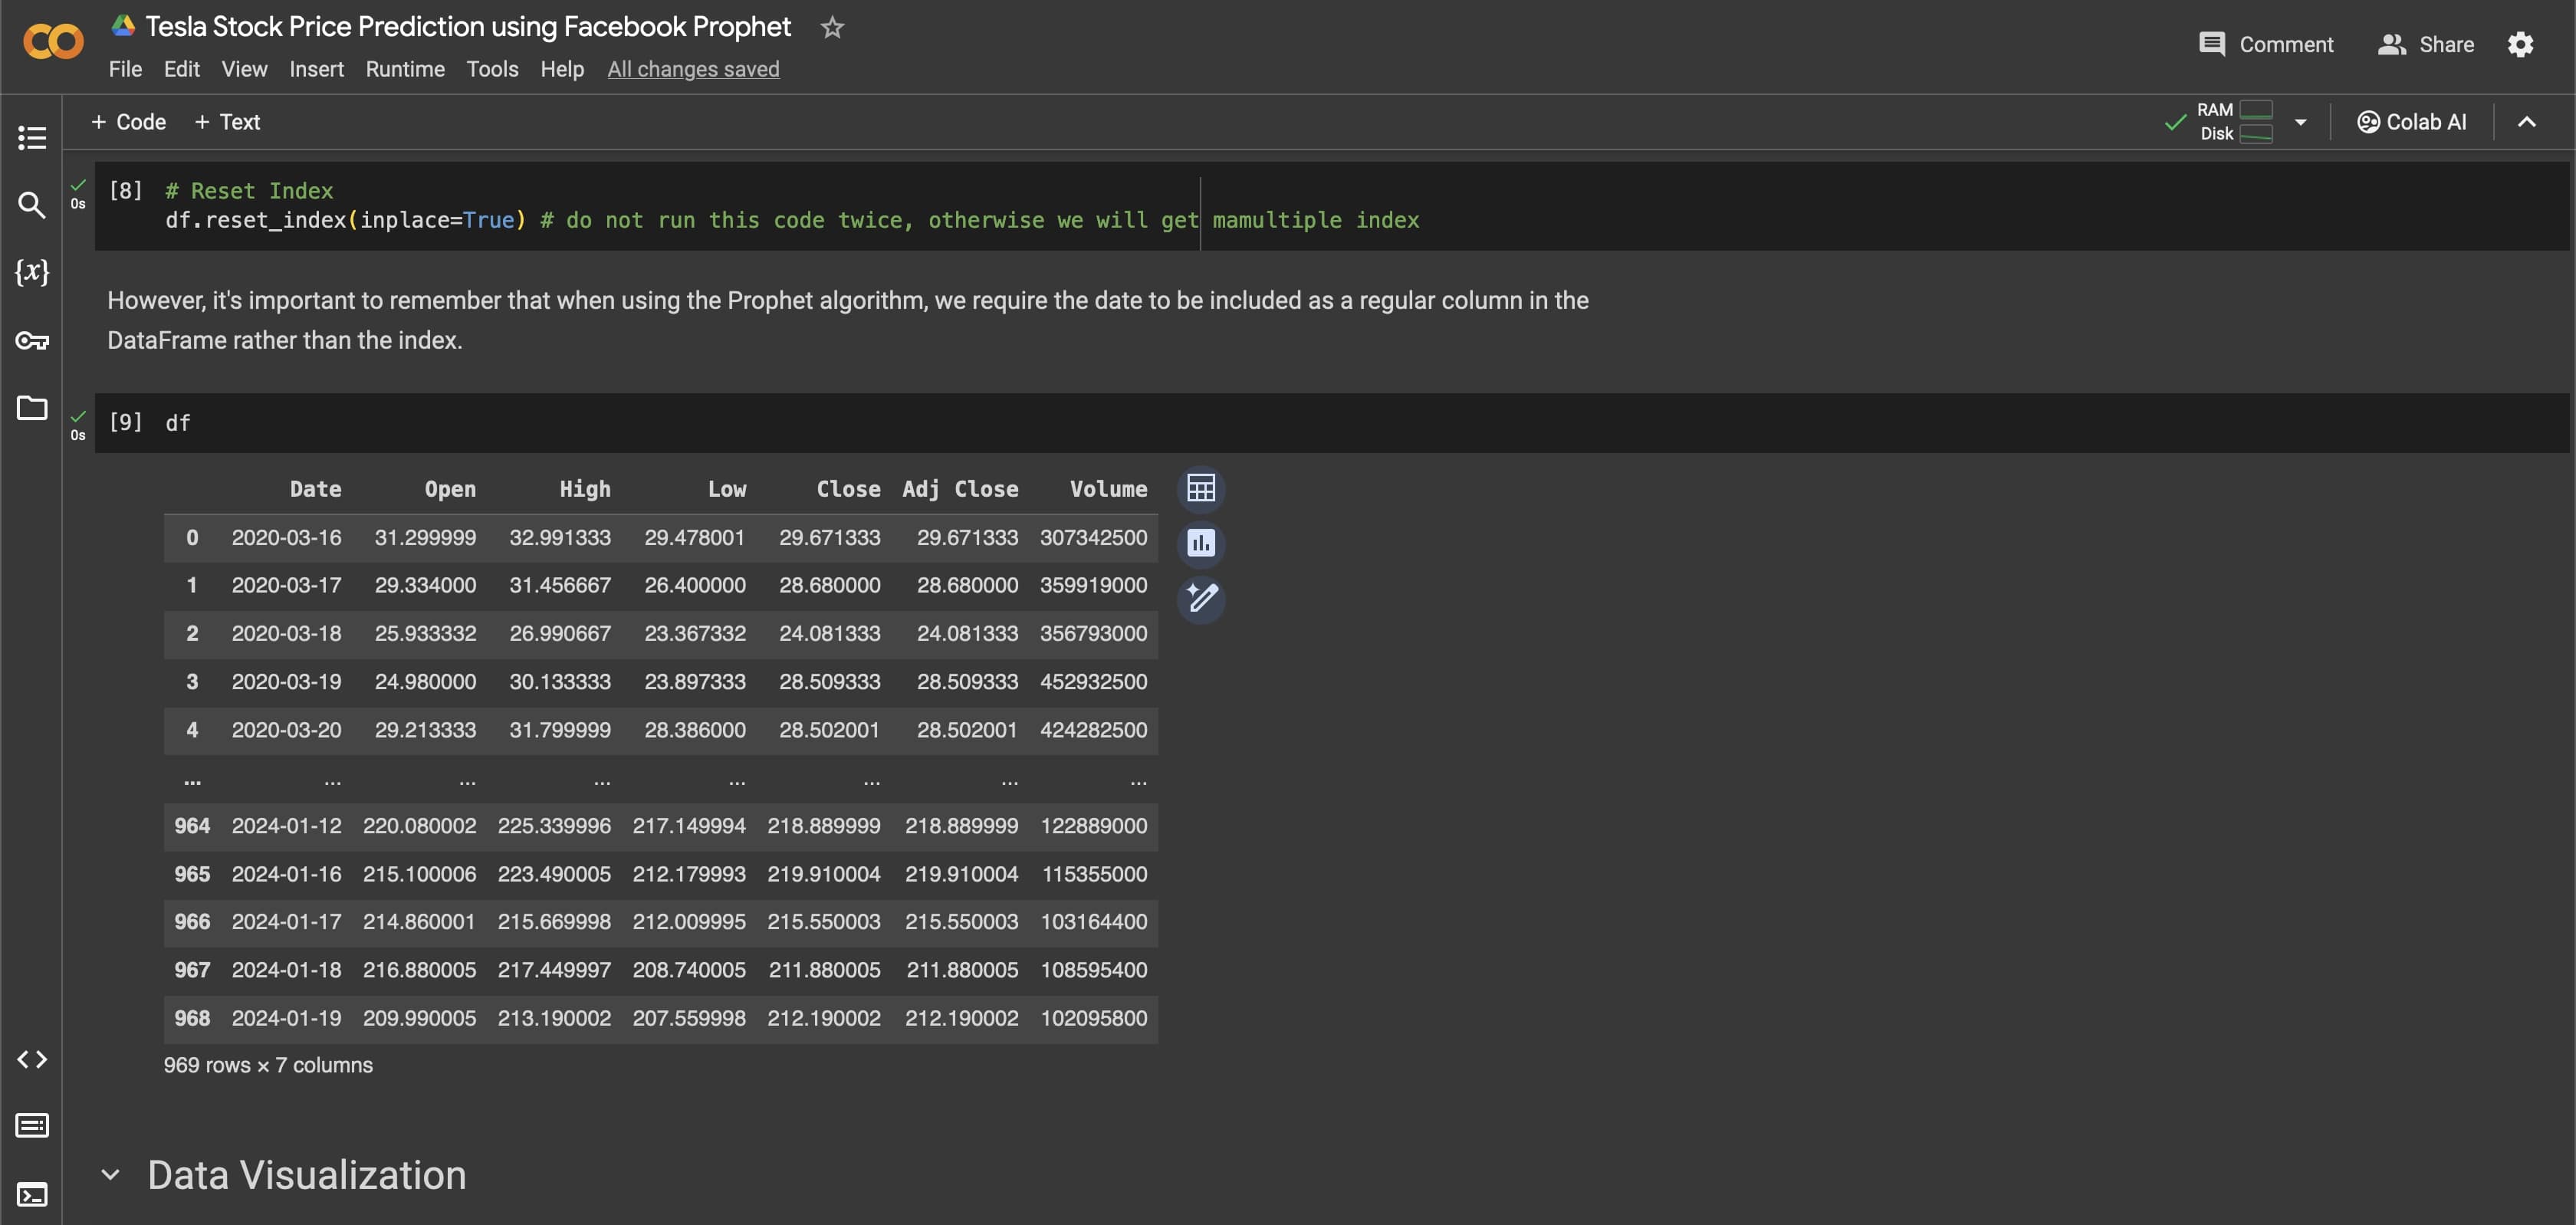 Tesla Stock Price Prediction using Facebook Prophet
Comment Share
File Edit View Insert Runtime Tools Help All changes saved
+ Code + Text
RAM
Disk
Colab AI
[8] # Reset Index
0s
df.reset_index(inplace=True) # do not run this code twice, otherwise we will get mamultiple index
{x}
However, it's important to remember that when using the Prophet algorithm, we require the date to be included as a regular column in the
DataFrame rather than the index.
[9] df
0s
Date Open High Low Close Adj Close Volume
0 2020-03-16 31.299999 32.991333 29.478001 29.671333 29.671333 307342500
1 2020-03-17 29.334000 31.456667 26.400000 28.680000 28.680000 359919000
2 2020-03-18 25.933332 26.990667 23.367332 24.081333 24.081333 356793000
3 2020-03-19 24.980000 30.133333 23.897333 28.509333 28.509333 452932500
4 2020-03-20 29.213333 31.799999 28.386000 28.502001 28.502001 424282500
... ... ... ... ... ... ... ...
964 2024-01-12 220.080002 225.339996 217.149994 218.889999 218.889999 122889000
965 2024-01-16 215.100006 223.490005 212.179993 219.910004 219.910004 115355000
966 2024-01-17 214.860001 215.669998 212.009995 215.550003 215.550003 103164400
967 2024-01-18 216.880005 217.449997 208.740005 211.880005 211.880005 108595400
968 2024-01-19 209.990005 213.190002 207.559998 212.190002 212.190002 102095800
969 rows × 7 columns
Data Visualization